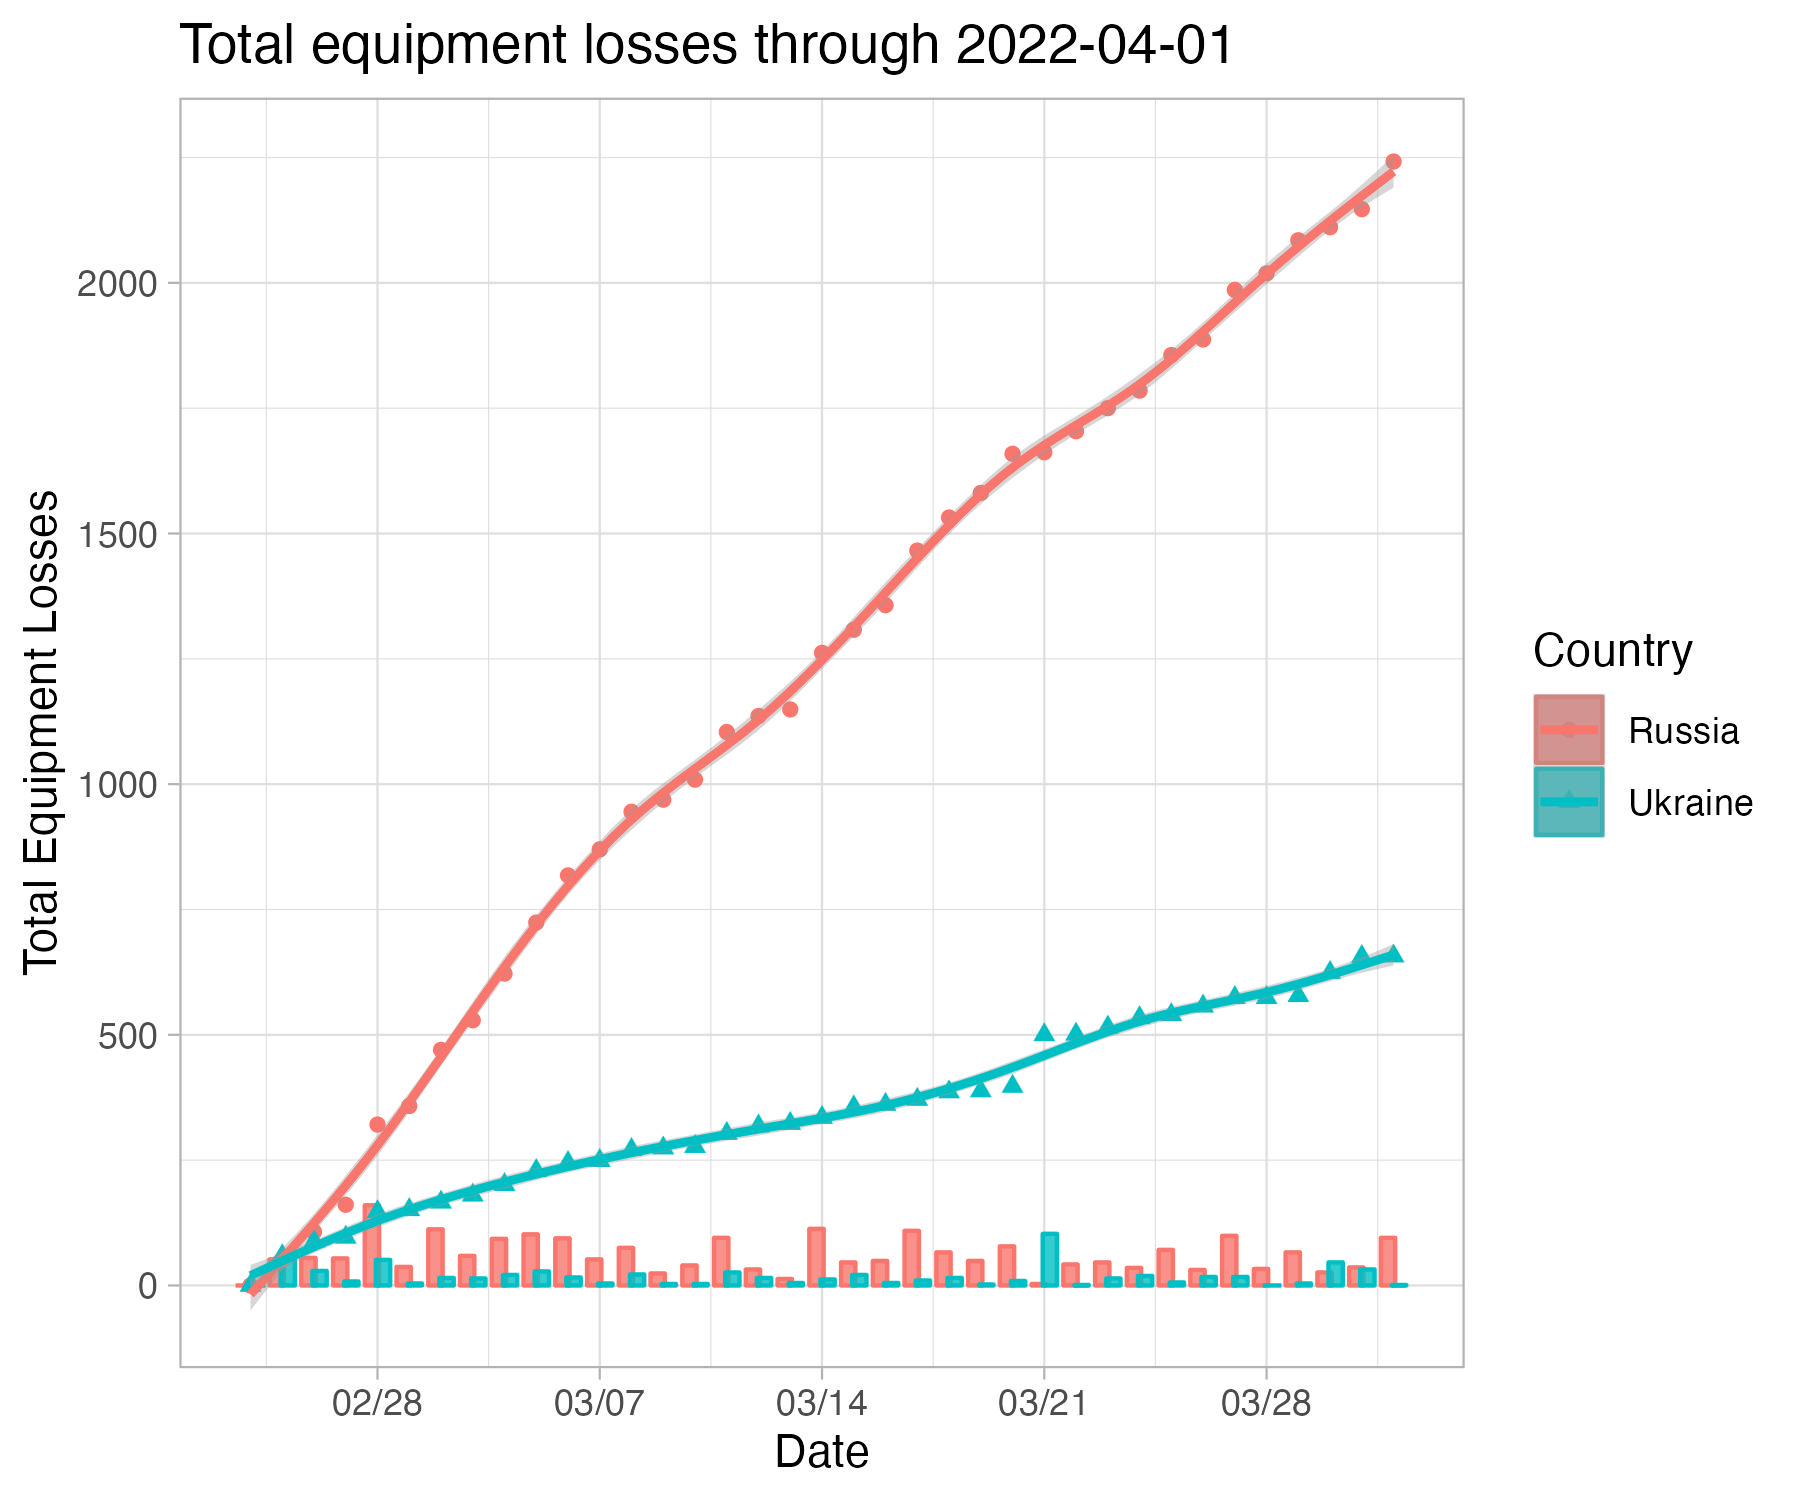 Total equipment losses through 2022-04-01
Total Equipment Losses
2000
1500
1000
500
0
02/28 03/07 03/14 03/21 03/28
Date
Country
Russia
Ukraine